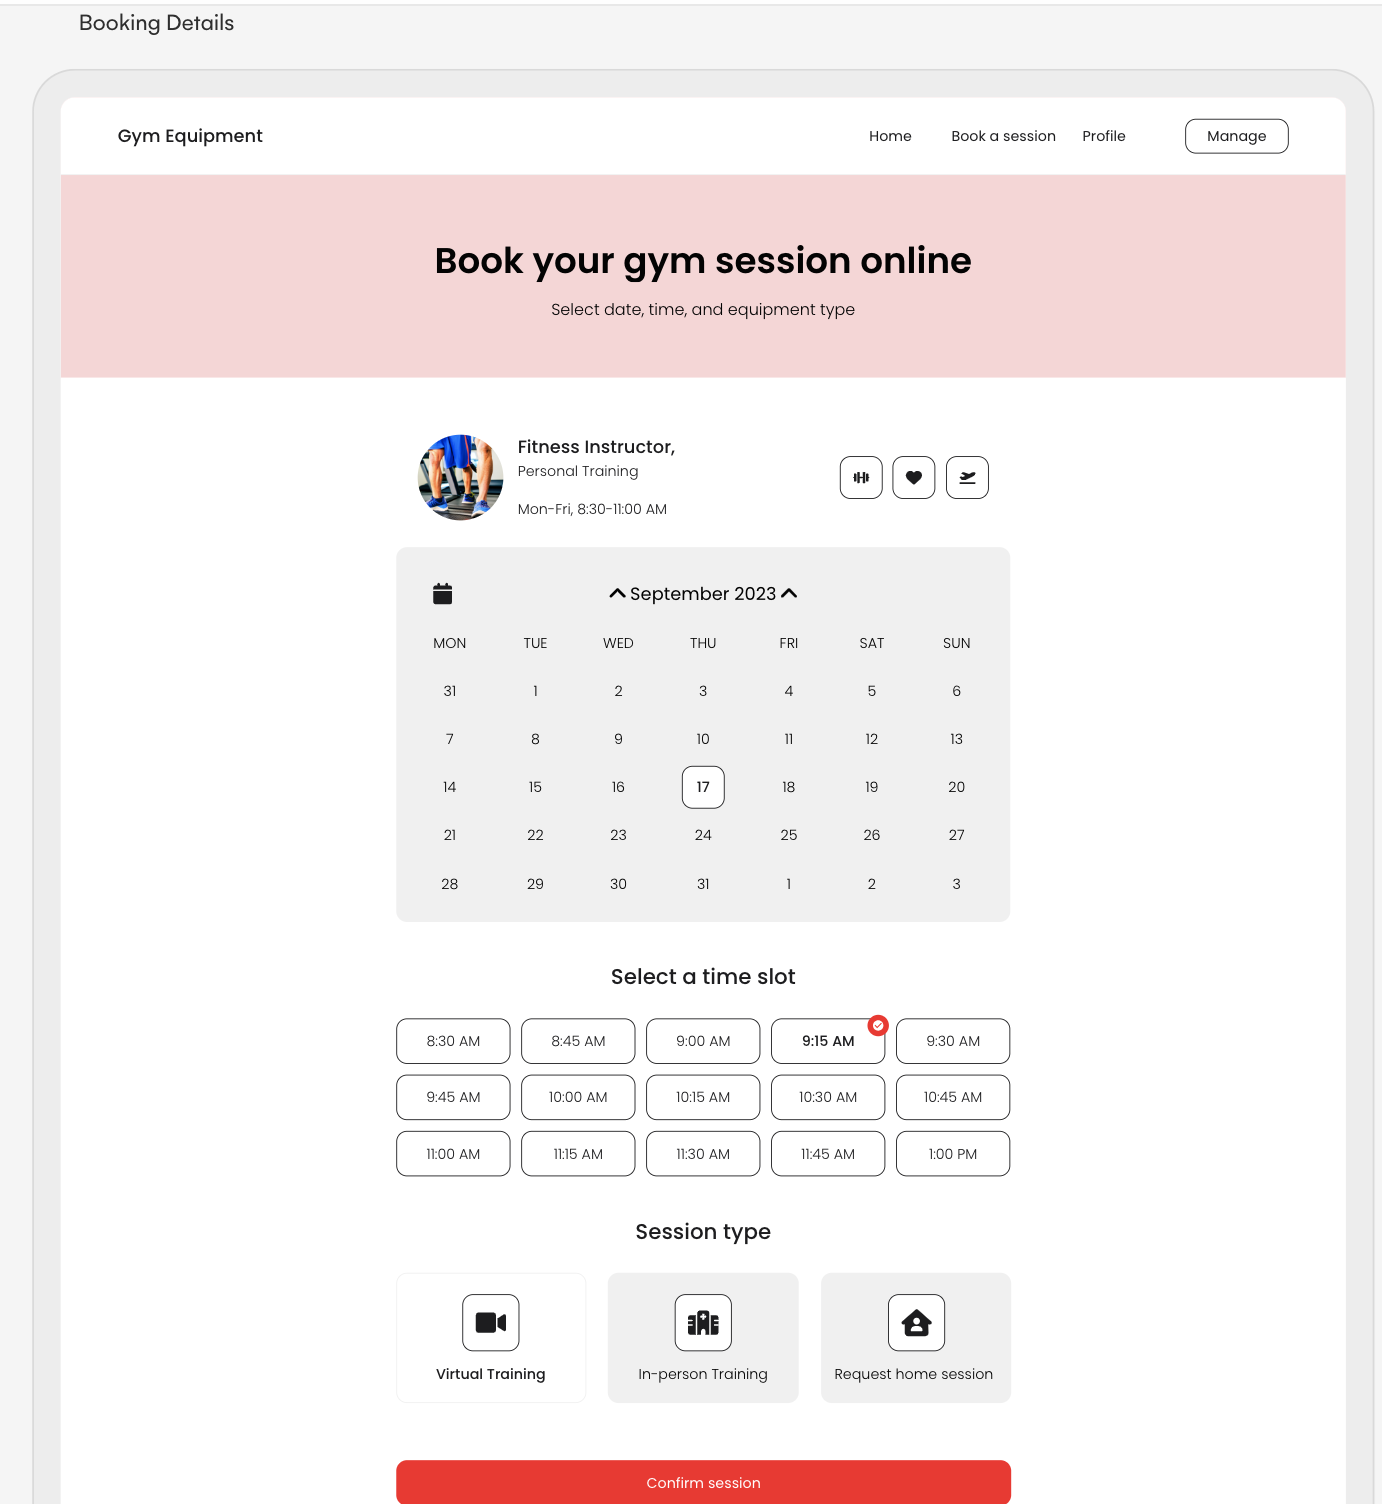 Booking Details
Gym Equipment
Home Book a session Profile Manage
Book your gym session online
Select date, time, and equipment type
Fitness Instructor,
Personal Training
Mon-Fri, 8:30-11:00 AM
September 2023
MON TUE WED THU FRI SAT SUN
31 1 2 3 4 5 6
7 8 9 10 11 12 13
14 15 16 17 18 19 20
21 22 23 24 25 26 27
28 29 30 31 1 2 3
Select a time slot
8:30 AM 8:45 AM 9:00 AM 9:15 AM 9:30 AM
9:45 AM 10:00 AM 10:15 AM 10:30 AM 10:45 AM
11:00 AM 11:15 AM 11:30 AM 11:45 AM 1:00 PM
Session type
Virtual Training In-person Training Request home session
Confirm session